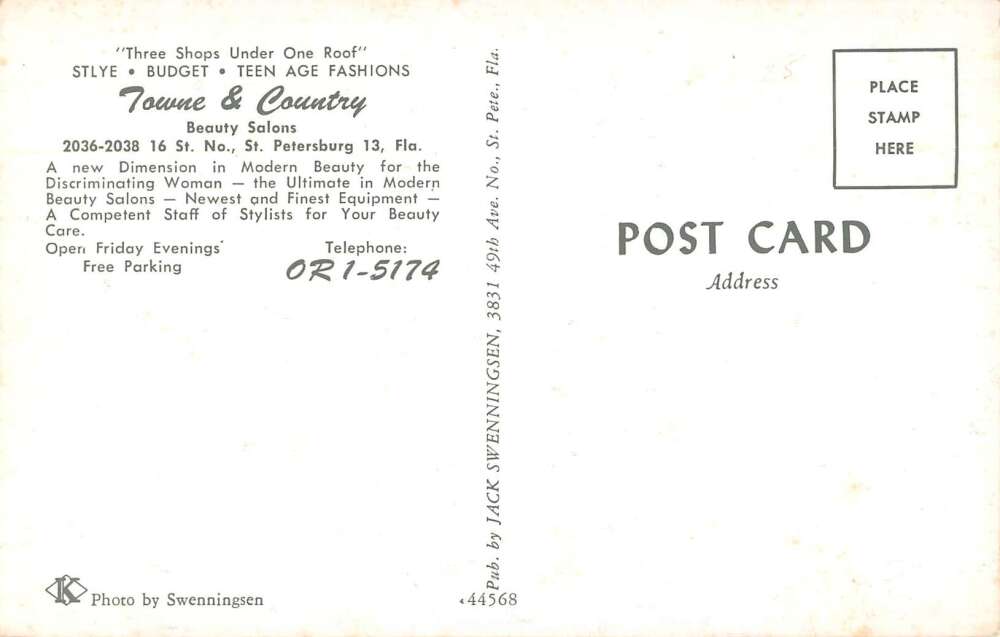 "Three Shops Under One Roof"
STLYE • BUDGET • TEEN AGE FASHIONS
Towne & Country
Beauty Salons
2036-2038 16 St. No., St. Petersburg 13, Fla.
A new Dimension in Modern Beauty for the
Discriminating Woman — the Ultimate in Modern
Beauty Salons — Newest and Finest Equipment —
A Competent Staff of Stylists for Your Beauty
Care.
Open Friday Evenings
Free Parking
Telephone:
OR 1-5174
K Photo by Swenningsen
Pub. by JACK SWENNINGSEN, 3831 49th Ave. No., St. Pete., Fla.
44568
PLACE
STAMP
HERE
POST CARD
Address